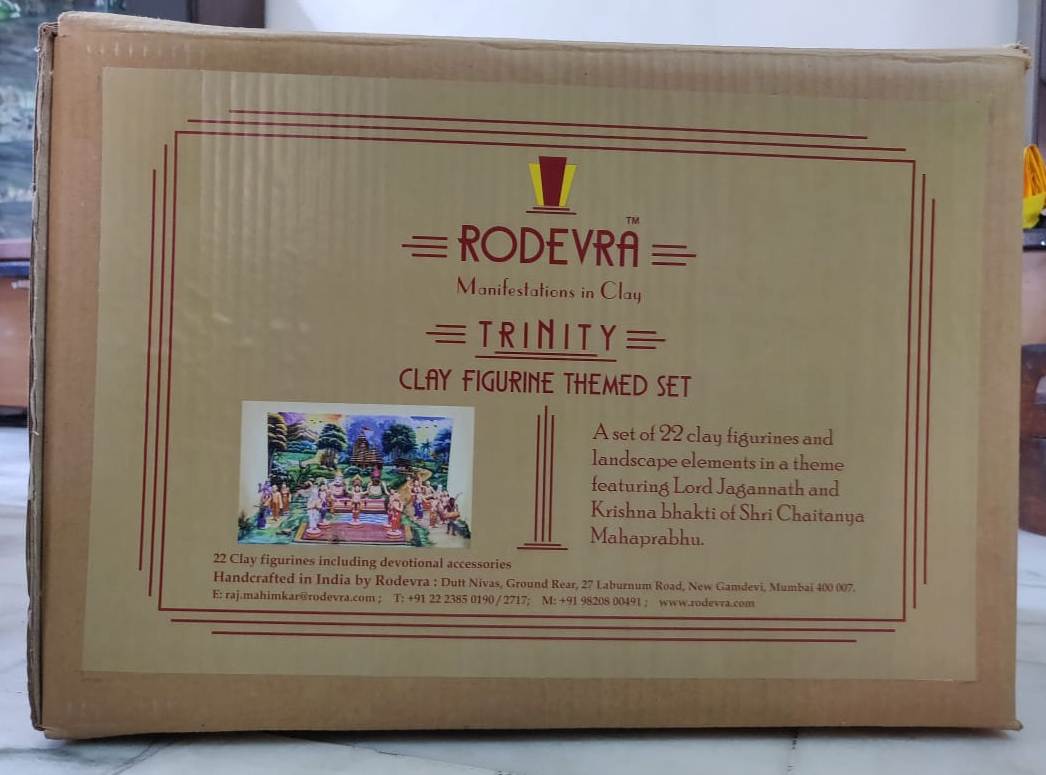 RODEVRA™
Manifestations in Clay
TRINITY
CLAY FIGURINE THEMED SET
A set of 22 clay figurines and
landscape elements in a theme
featuring Lord Jagannath and
Krishna bhakti of Shri Chaitanya
Mahaprabhu.
22 Clay figurines including devotional accessories
Handcrafted in India by Rodevra : Dutt Nivas, Ground Rear, 27 Laburnum Road, New Gamdevi, Mumbai 400 007.
E: raj.mahimkar@rodevra.com ; T: +91 22 2385 0190 / 2717; M: +91 98208 00491 ; www.rodevra.com